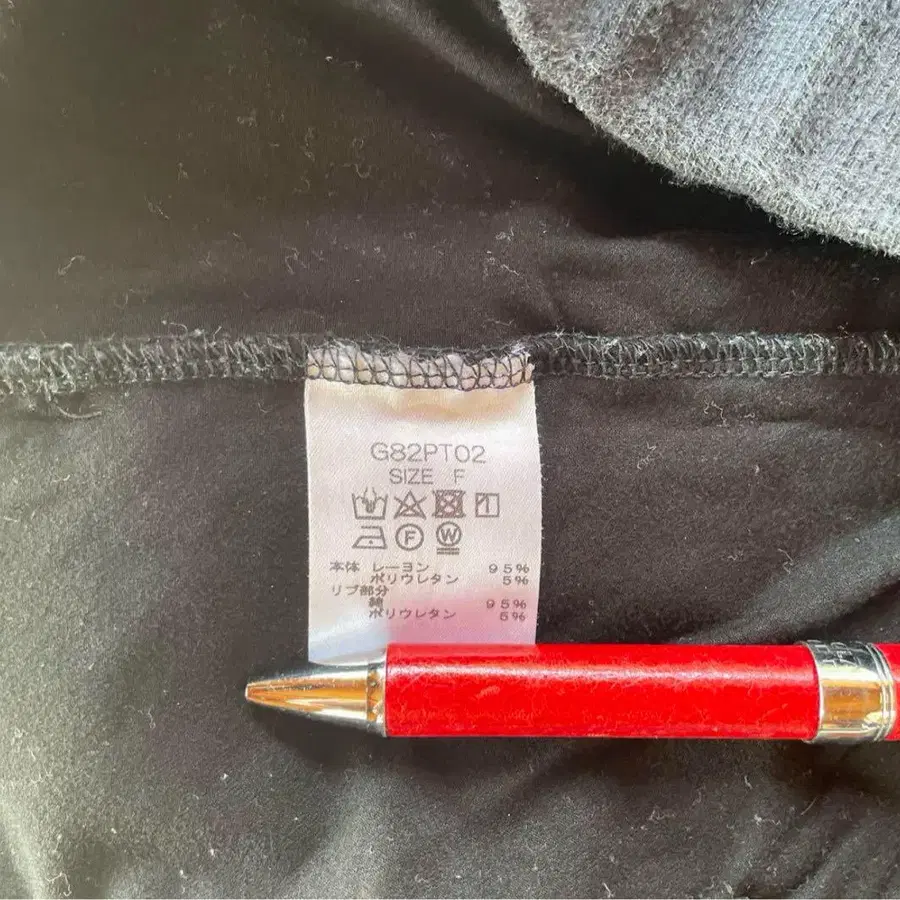 G82PT02
SIZE F
本体 レーヨン 95%
ポリウレタン 5%
リブ部分
綿 95%
ポリウレタン 5%